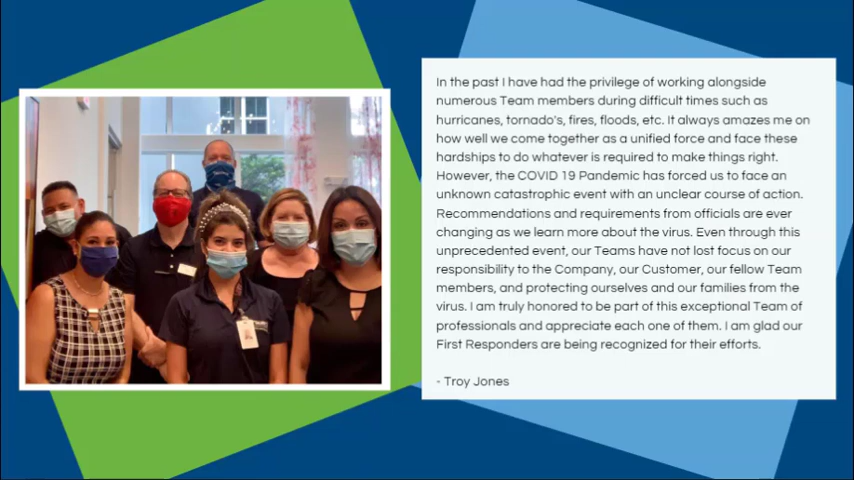 In the past I have had the privilege of working alongside
numerous Team members during difficult times such as
hurricanes, tornado's, fires, floods, etc. It always amazes me on
how well we come together as a unified force and face these
hardships to do whatever is required to make things right.
However, the COVID 19 Pandemic has forced us to face an
unknown catastrophic event with an unclear course of action.
Recommendations and requirements from officials are ever
changing as we learn more about the virus. Even through this
unprecedented event, our Teams have not lost focus on our
responsibility to the Company, our Customer, our fellow Team
members, and protecting ourselves and our families from the
virus. I am truly honored to be part of this exceptional Team of
professionals and appreciate each one of them. I am glad our
First Responders are being recognized for their efforts.
- Troy Jones